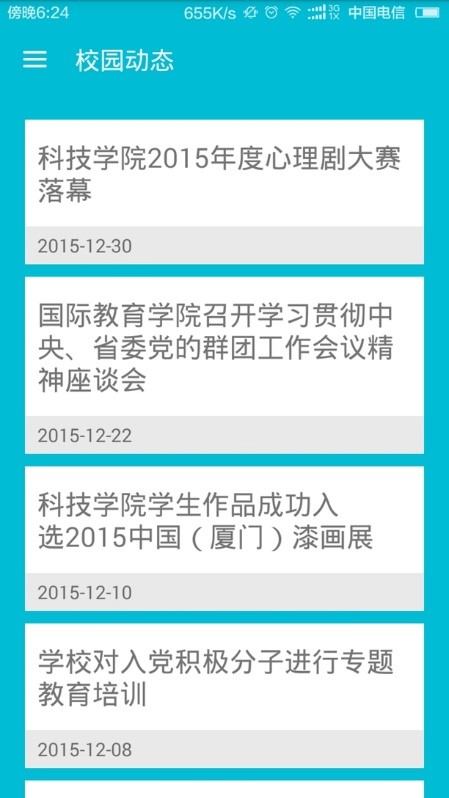 傍晚6:24 655K/s 3G 1X 中国电信
校园动态
科技学院2015年度心理剧大赛
落幕
2015-12-30
国际教育学院召开学习贯彻中
央、省委党的群团工作会议精
神座谈会
2015-12-22
科技学院学生作品成功入
选2015中国（厦门）漆画展
2015-12-10
学校对入党积极分子进行专题
教育培训
2015-12-08